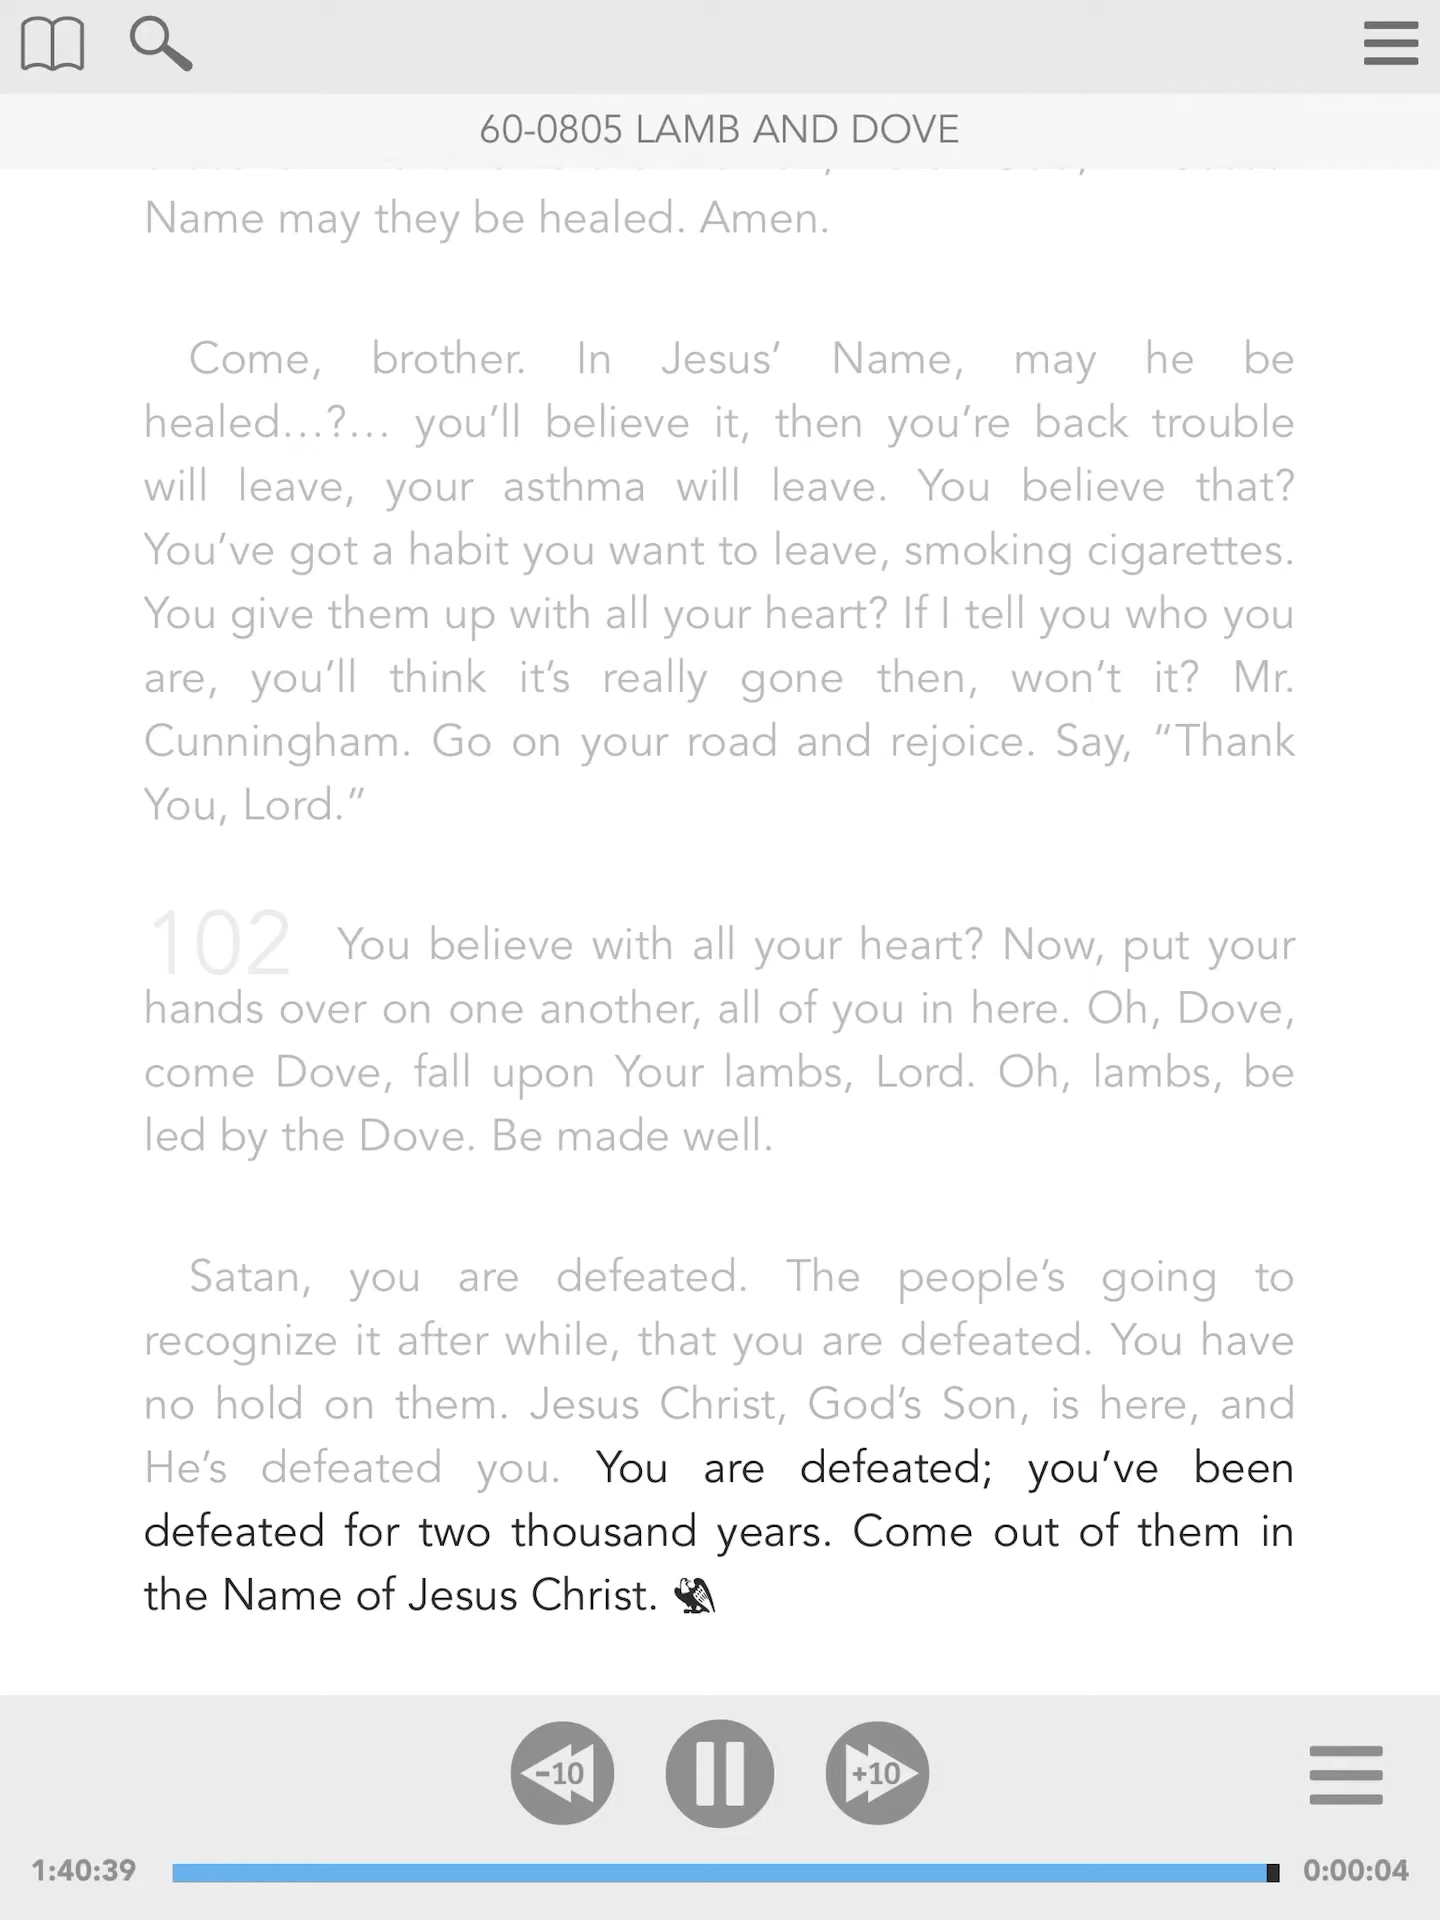 60-0805 LAMB AND DOVE
Name may they be healed. Amen.
Come, brother. In Jesus’ Name, may he be
healed…?… you’ll believe it, then you’re back trouble
will leave, your asthma will leave. You believe that?
You’ve got a habit you want to leave, smoking cigarettes.
You give them up with all your heart? If I tell you who you
are, you’ll think it’s really gone then, won’t it? Mr.
Cunningham. Go on your road and rejoice. Say, “Thank
You, Lord.”
102 You believe with all your heart? Now, put your
hands over on one another, all of you in here. Oh, Dove,
come Dove, fall upon Your lambs, Lord. Oh, lambs, be
led by the Dove. Be made well.
Satan, you are defeated. The people’s going to
recognize it after while, that you are defeated. You have
no hold on them. Jesus Christ, God’s Son, is here, and
He’s defeated you. You are defeated; you’ve been
defeated for two thousand years. Come out of them in
the Name of Jesus Christ.
-10 +10
1:40:39 0:00:04